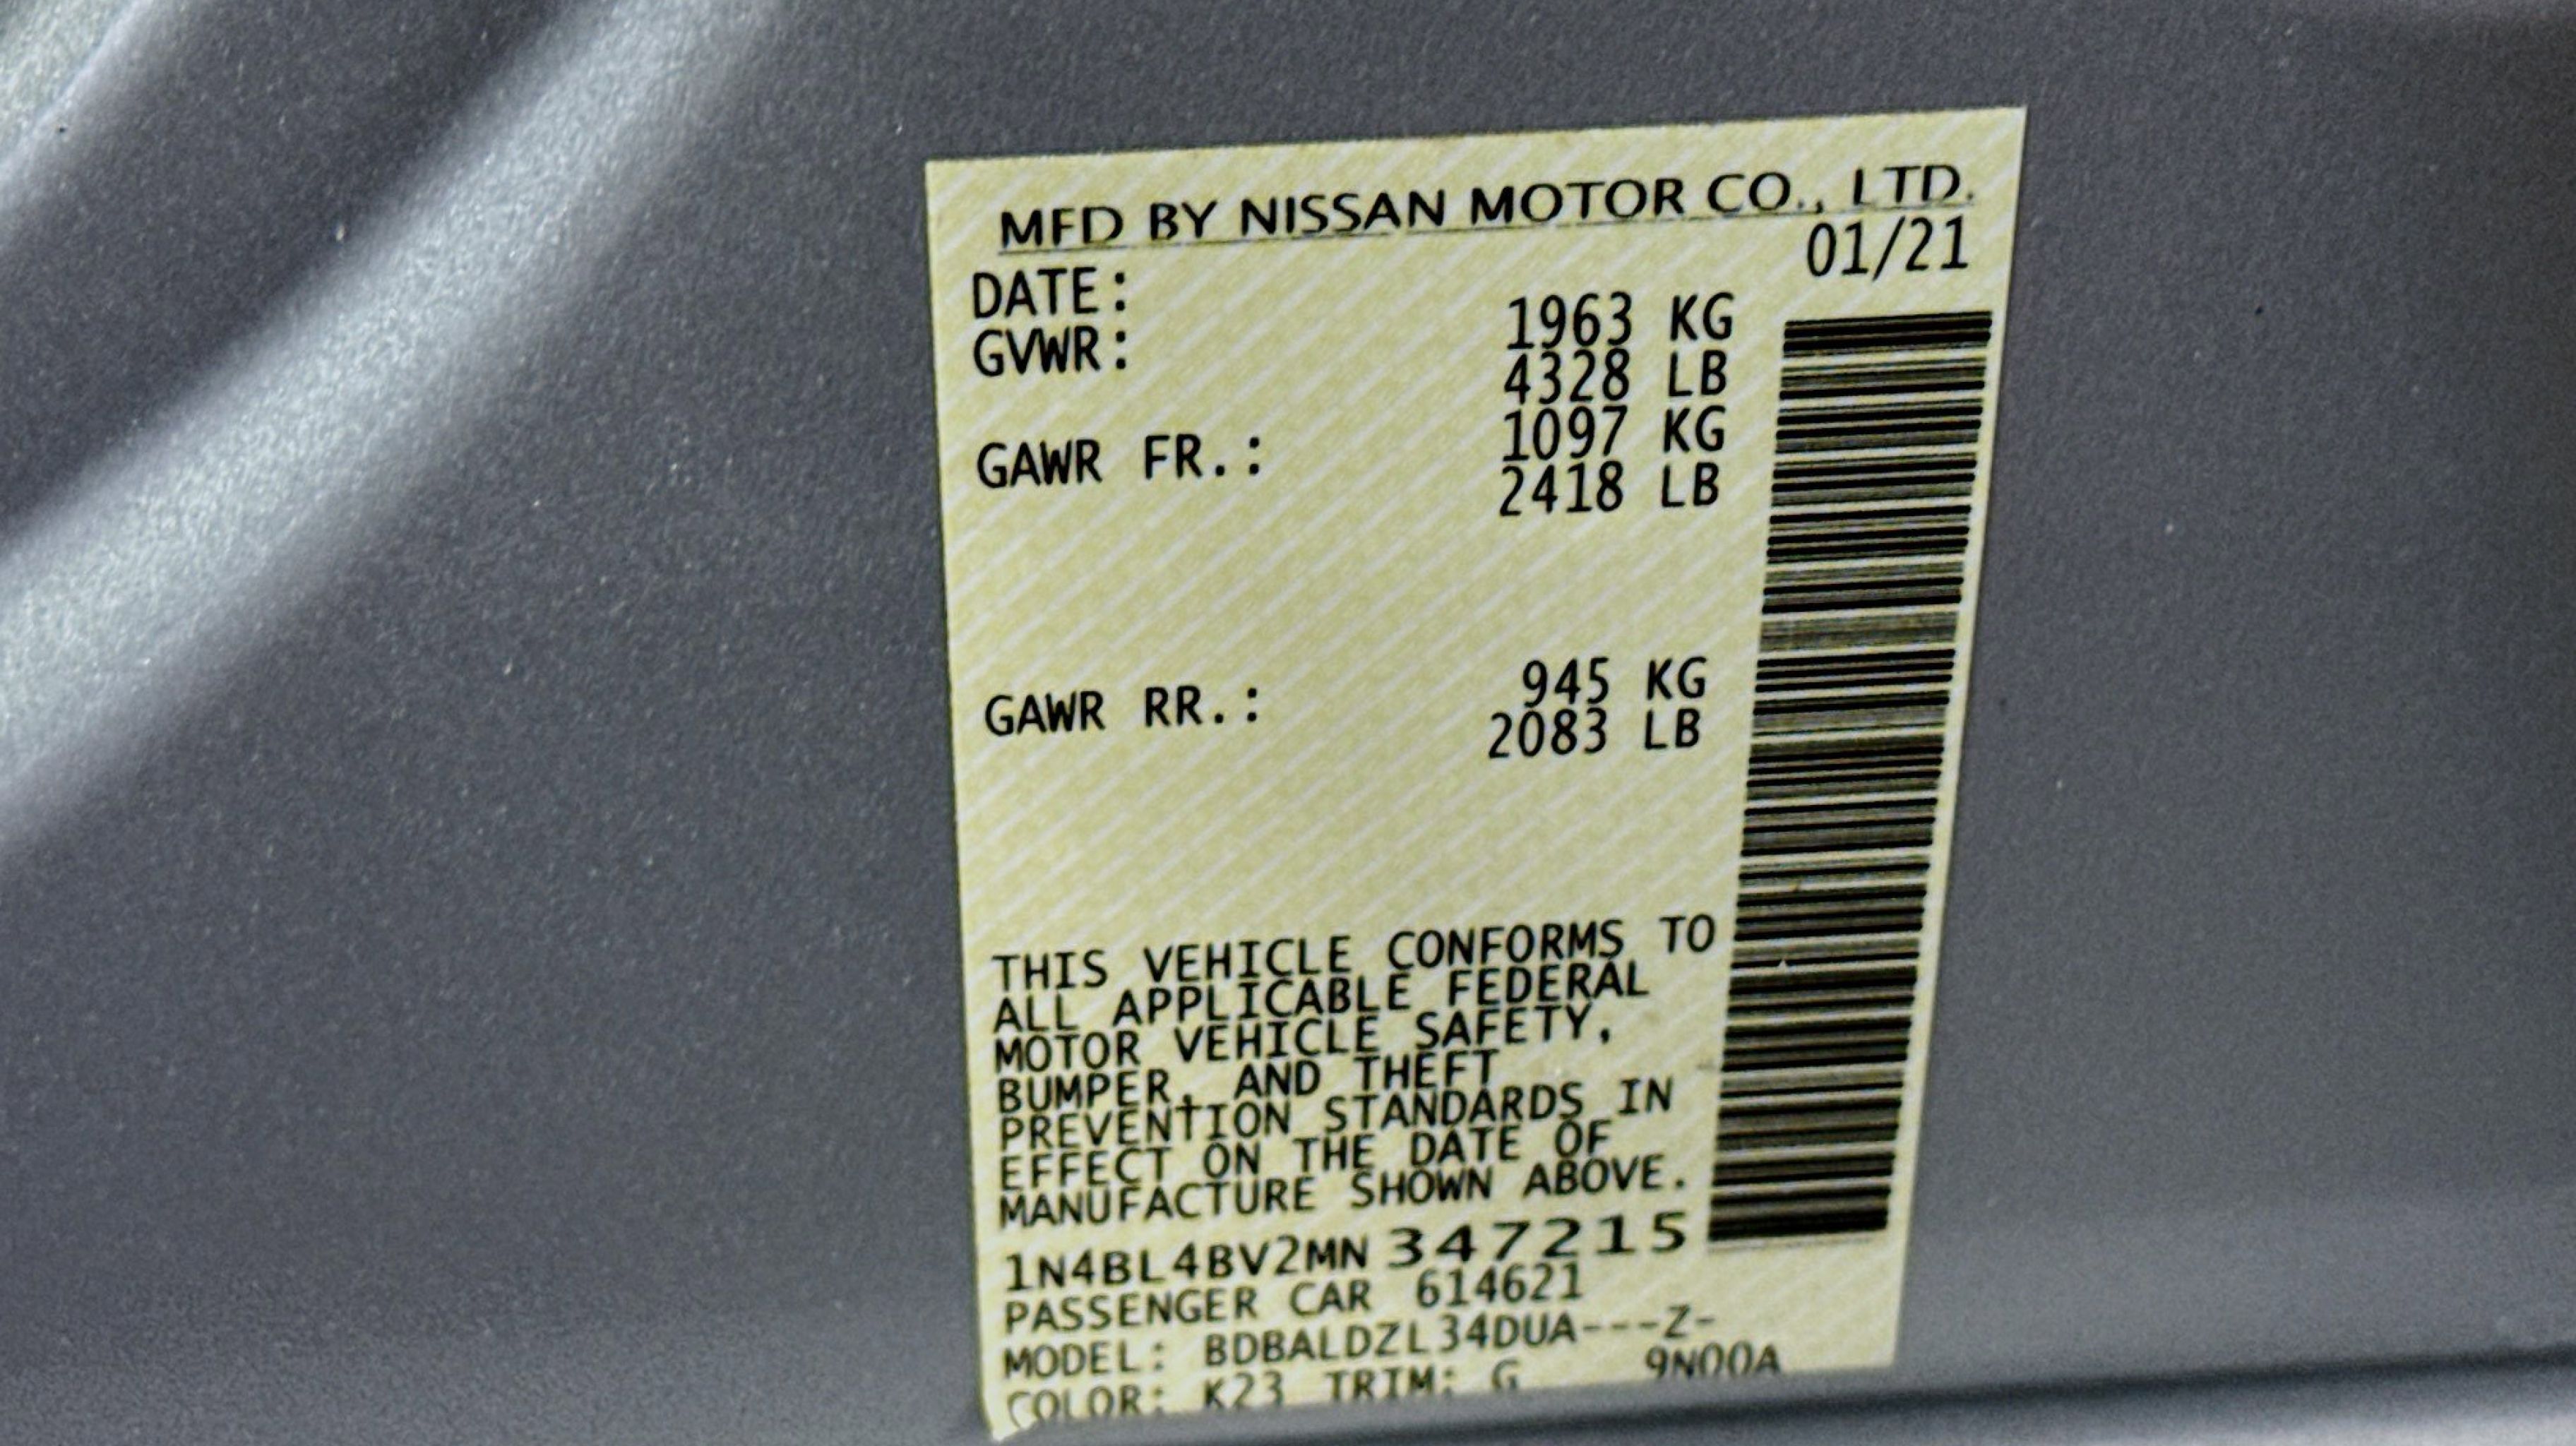 MFD BY NISSAN MOTOR CO., LTD.
DATE: 01/21
GVWR: 1963 KG
4328 LB
GAWR FR.: 1097 KG
2418 LB
GAWR RR.: 945 KG
2083 LB
THIS VEHICLE CONFORMS TO
ALL APPLICABLE FEDERAL
MOTOR VEHICLE SAFETY,
BUMPER, AND THEFT
PREVENTION STANDARDS IN
EFFECT ON THE DATE OF
MANUFACTURE SHOWN ABOVE.
1N4BL4BV2MN347215
PASSENGER CAR 614621
MODEL: BDBALDZL34DUA---Z-
COLOR: K23 TRIM: G 9N00A